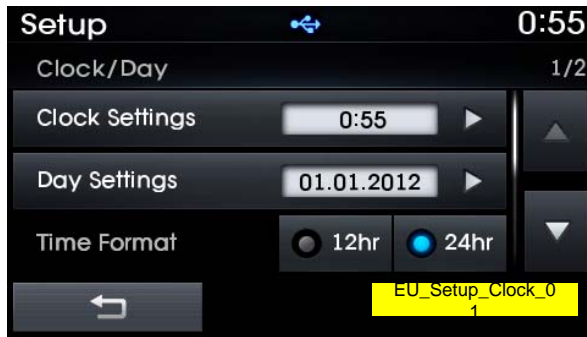 Setup 0:55
Clock/Day 1/2
Clock Settings 0:55
Day Settings 01.01.2012
Time Format 12hr 24hr
EU_Setup_Clock_0
1